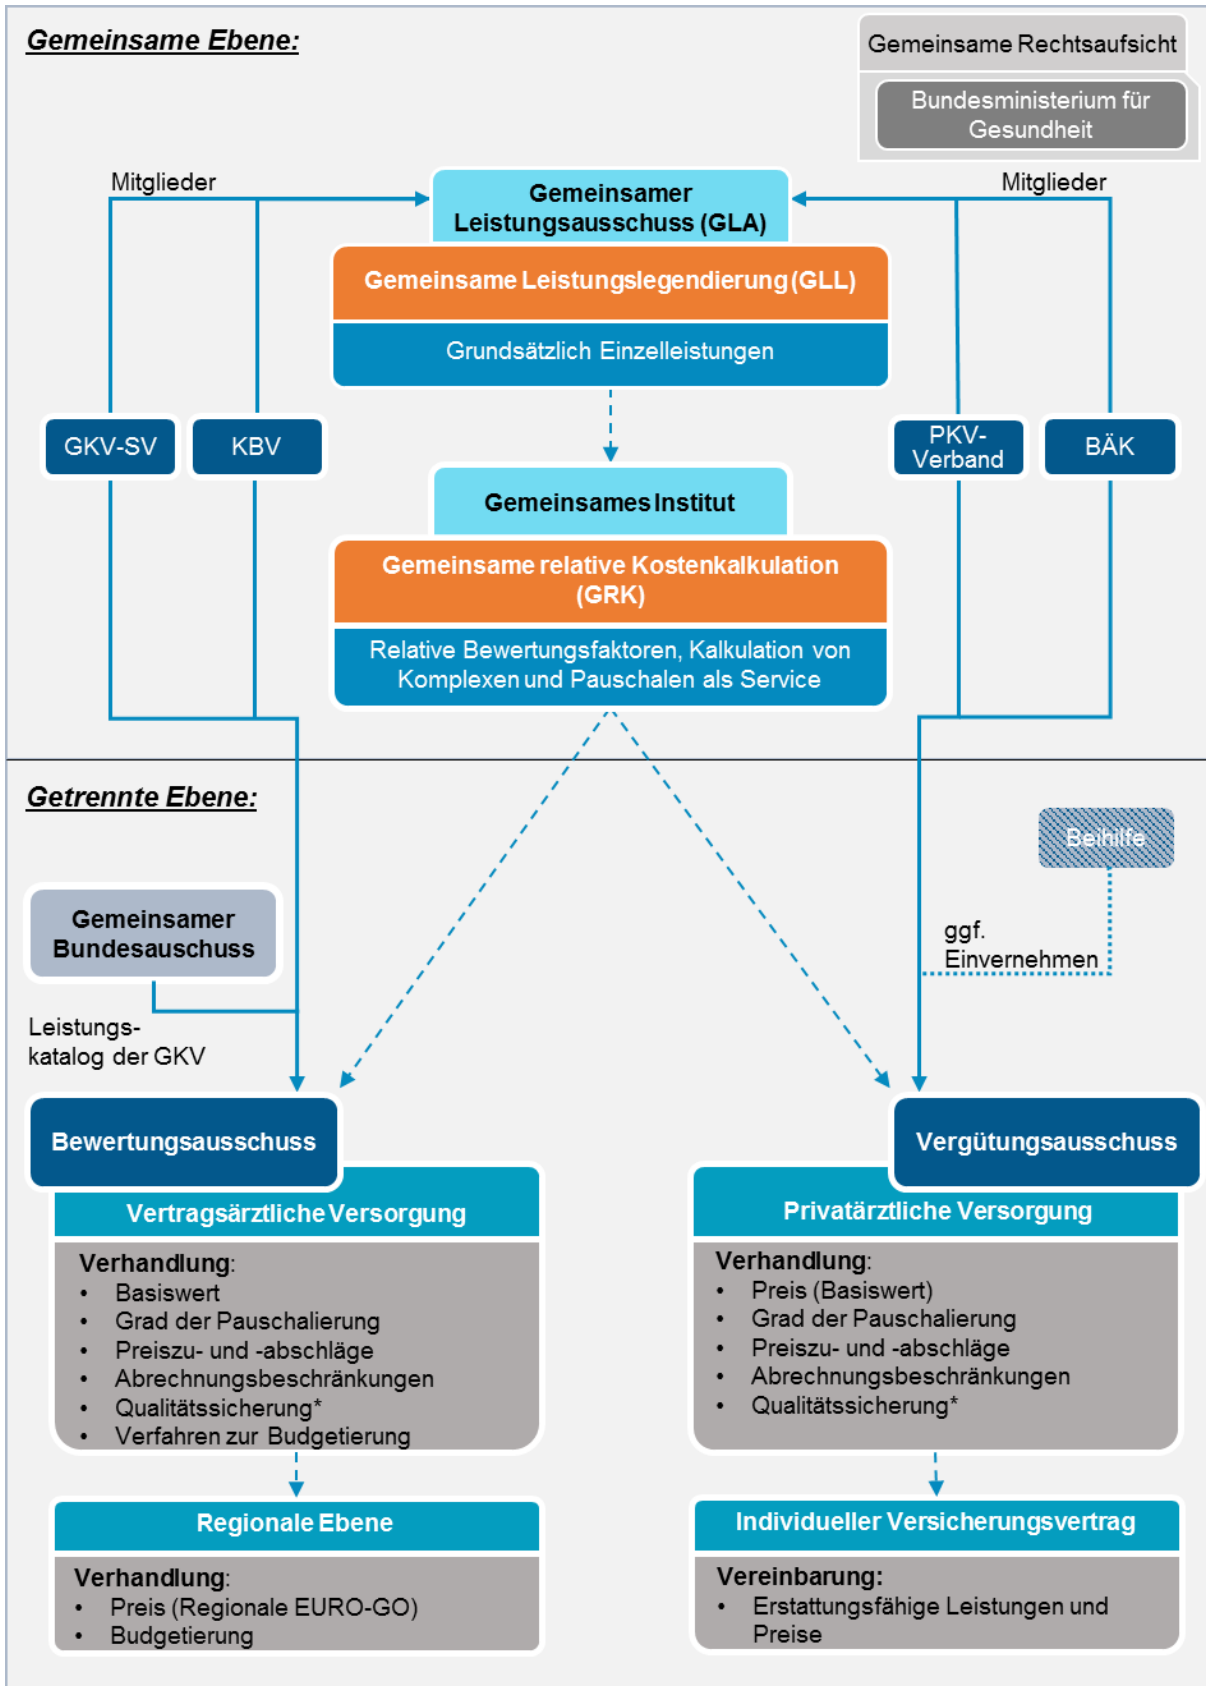 Gemeinsame Ebene:
Gemeinsame Rechtsaufsicht
Bundesministerium für
Gesundheit
Mitglieder
Mitglieder
Gemeinsamer
Leistungsausschuss (GLA)
Gemeinsame Leistungslegendierung (GLL)
Grundsätzlich Einzelleistungen
GKV-SV
KBV
PKV-
Verband
BÄK
Gemeinsames Institut
Gemeinsame relative Kostenkalkulation
(GRK)
Relative Bewertungsfaktoren, Kalkulation von
Komplexen und Pauschalen als Service
Getrennte Ebene:
Beihilfe
Gemeinsamer
Bundesauschuss
ggf.
Einvernehmen
Leistungs-
katalog der GKV
Bewertungsausschuss
Vertragsärztliche Versorgung
Verhandlung:
• Basiswert
• Grad der Pauschalierung
• Preiszu- und -abschläge
• Abrechnungsbeschränkungen
• Qualitätssicherung*
• Verfahren zur Budgetierung
Regionale Ebene
Verhandlung:
• Preis (Regionale EURO-GO)
• Budgetierung
Vergütungsausschuss
Privatärztliche Versorgung
Verhandlung:
• Preis (Basiswert)
• Grad der Pauschalierung
• Preiszu- und -abschläge
• Abrechnungsbeschränkungen
• Qualitätssicherung*
Individueller Versicherungsvertrag
Vereinbarung:
• Erstattungsfähige Leistungen und
Preise